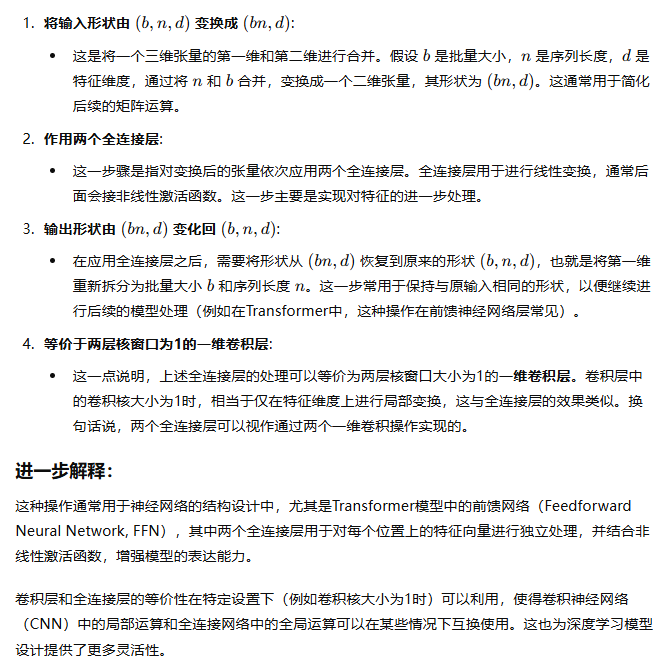 1. 将输入形状由 (b, n, d) 变换成 (bn, d):
• 这是将一个三维张量的第一维和第二维进行合并。假设 b 是批量大小，n 是序列长度，d 是
特征维度，通过将 n 和 b 合并，变换成一个二维张量，其形状为 (bn, d)。这通常用于简化
后续的矩阵运算。
2. 作用两个全连接层:
• 这一步骤是指对变换后的张量依次应用两个全连接层。全连接层用于进行线性变换，通常后
面会接非线性激活函数。这一步主要是实现对特征的进一步处理。
3. 输出形状由 (bn, d) 变化回 (b, n, d):
• 在应用全连接层之后，需要将形状从 (bn, d) 恢复到原来的形状 (b, n, d)，也就是将第一维
重新拆分为批量大小 b 和序列长度 n。这一步常用于保持与原输入相同的形状，以便继续进
行后续的模型处理（例如在Transformer中，这种操作在前馈神经网络层常见）。
4. 等价于两层核窗口为1的一维卷积层:
• 这一点说明，上述全连接层的处理可以等价为两层核窗口大小为1的一维卷积层。卷积层中
的卷积核大小为1时，相当于仅在特征维度上进行局部变换，这与全连接层的效果类似。换
句话说，两个全连接层可以视作通过两个一维卷积操作实现的。
进一步解释：
这种操作通常用于神经网络的结构设计中，尤其是Transformer模型中的前馈网络（Feedforward
Neural Network, FFN），其中两个全连接层用于对每个位置上的特征向量进行独立处理，并结合非
线性激活函数，增强模型的表达能力。
卷积层和全连接层的等价性在特定设置下（例如卷积核大小为1时）可以利用，使得卷积神经网络
（CNN）中的局部运算和全连接网络中的全局运算可以在某些情况下互换使用。这也为深度学习模型
设计提供了更多灵活性。